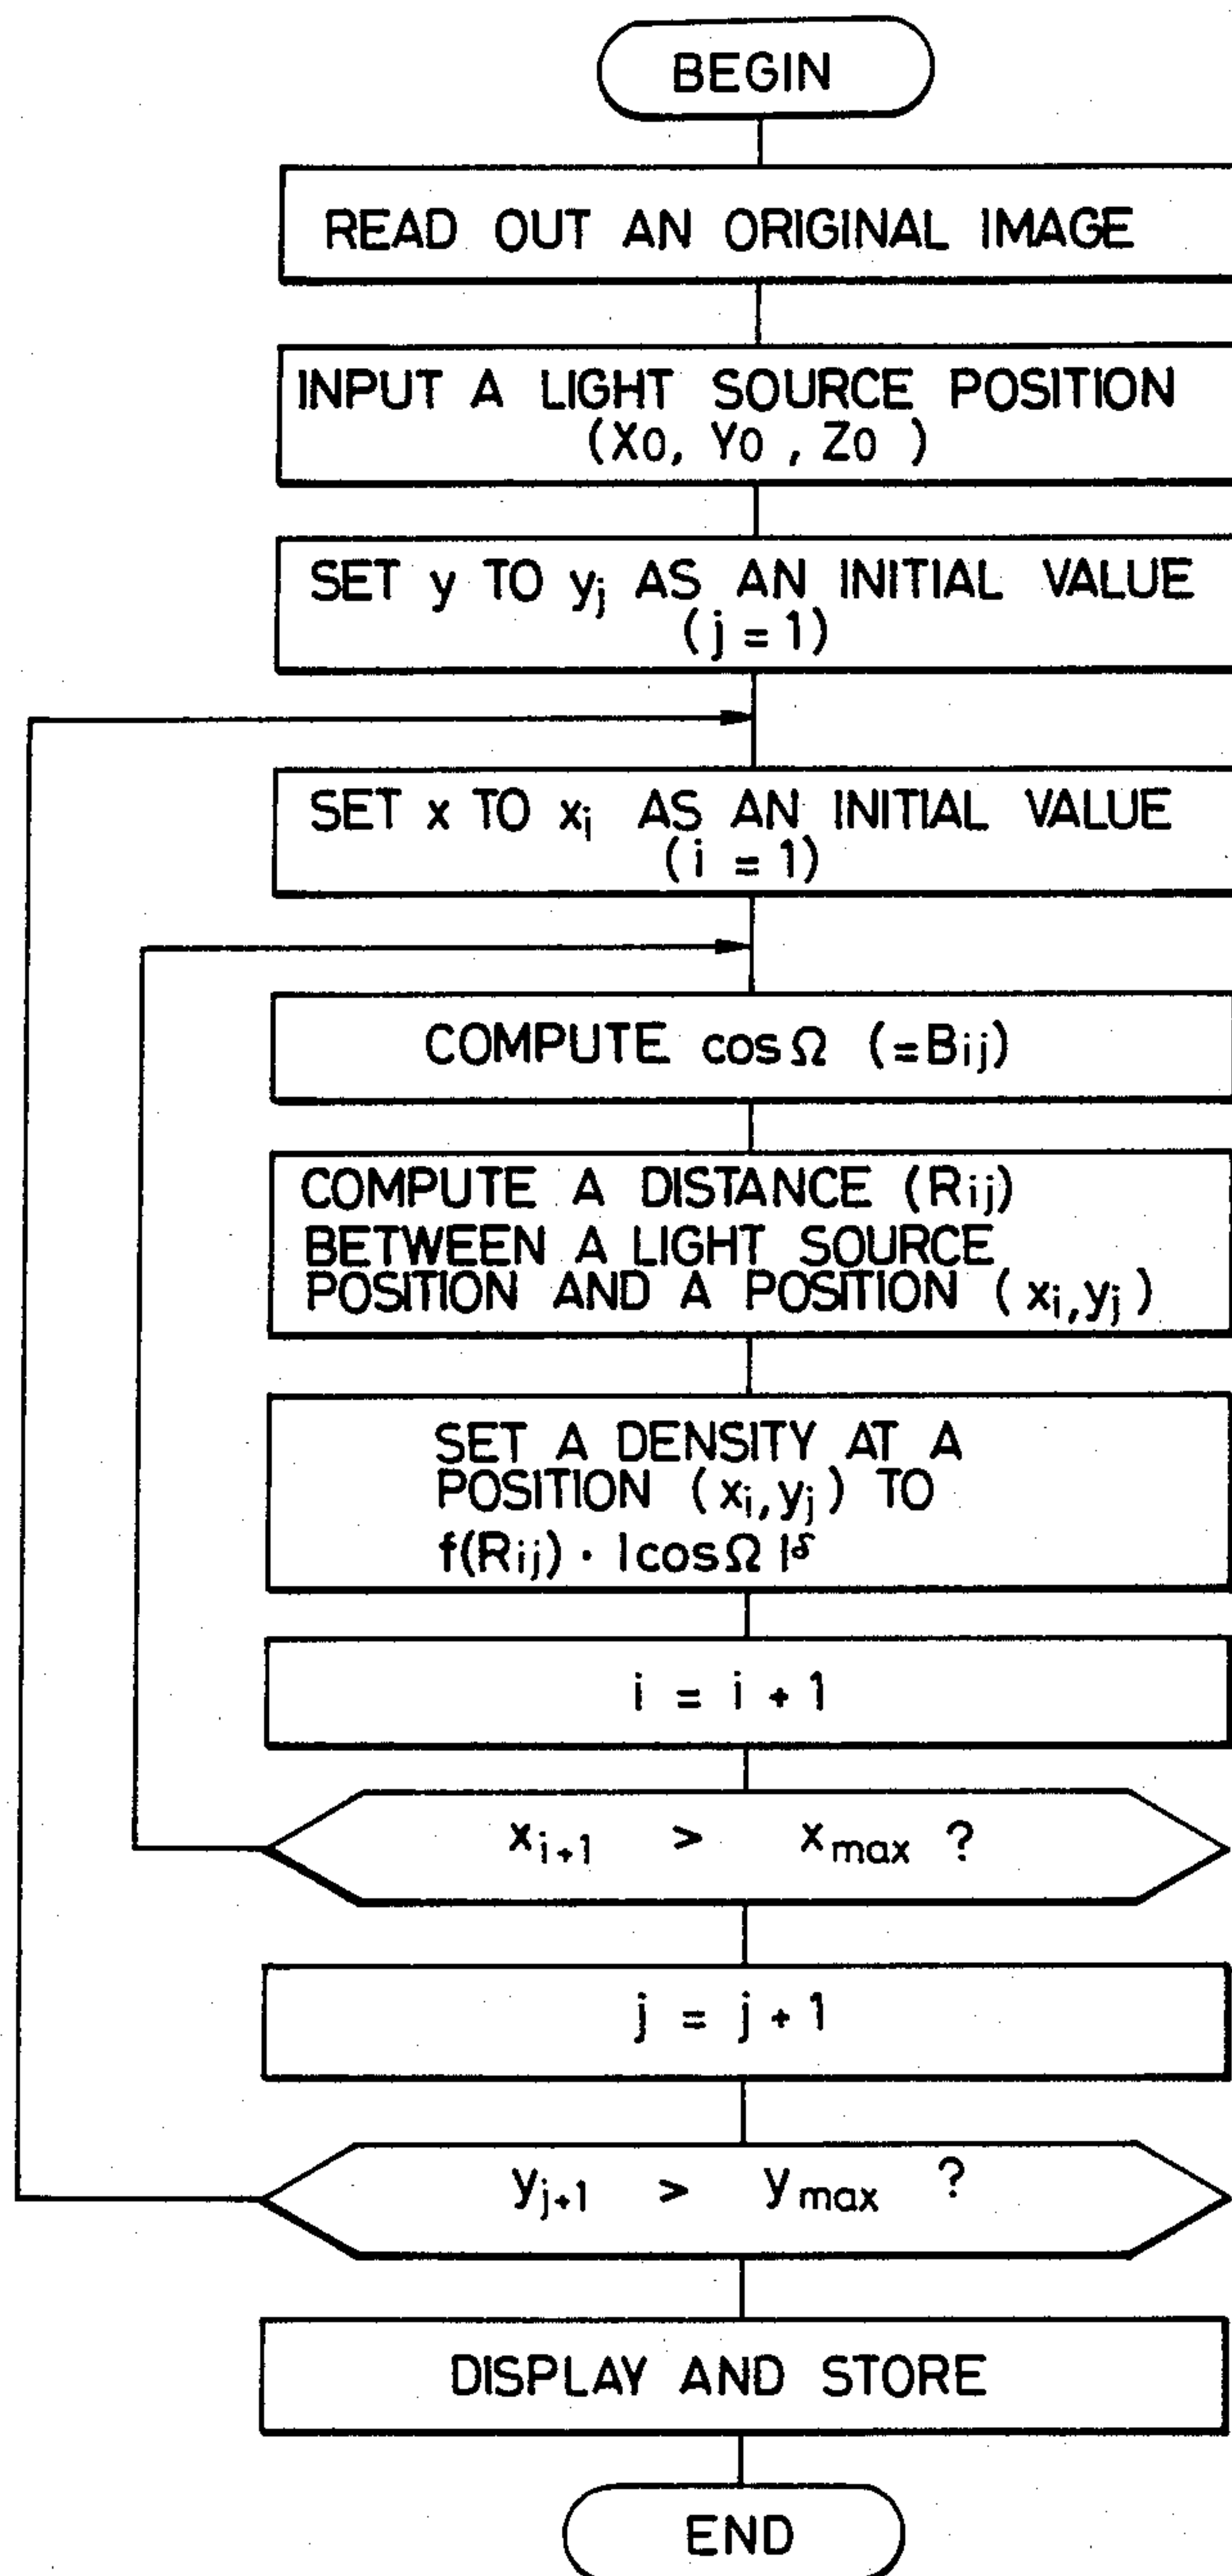 BEGIN
READ OUT AN ORIGINAL IMAGE
INPUT A LIGHT SOURCE POSITION
(X0, Y0, Z0)
SET y TO yj AS AN INITIAL VALUE
(j = 1)
SET x TO xi AS AN INITIAL VALUE
(i = 1)
COMPUTE cosΩ (=Bij)
COMPUTE A DISTANCE (Rij)
BETWEEN A LIGHT SOURCE
POSITION AND A POSITION (xi,yj)
SET A DENSITY AT A
POSITION (xi,yj) TO
f(Rij) · |cosΩ|^δ
i = i + 1
xi+1 > xmax ?
j = j + 1
yj+1 > ymax ?
DISPLAY AND STORE
END